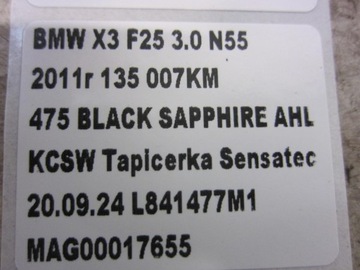 BMW X3 F25 3.0 N55
2011r 135 007KM
475 BLACK SAPPHIRE AHL
KCSW Tapicerka Sensatec
20.09.24 L841477M1
MAG00017655